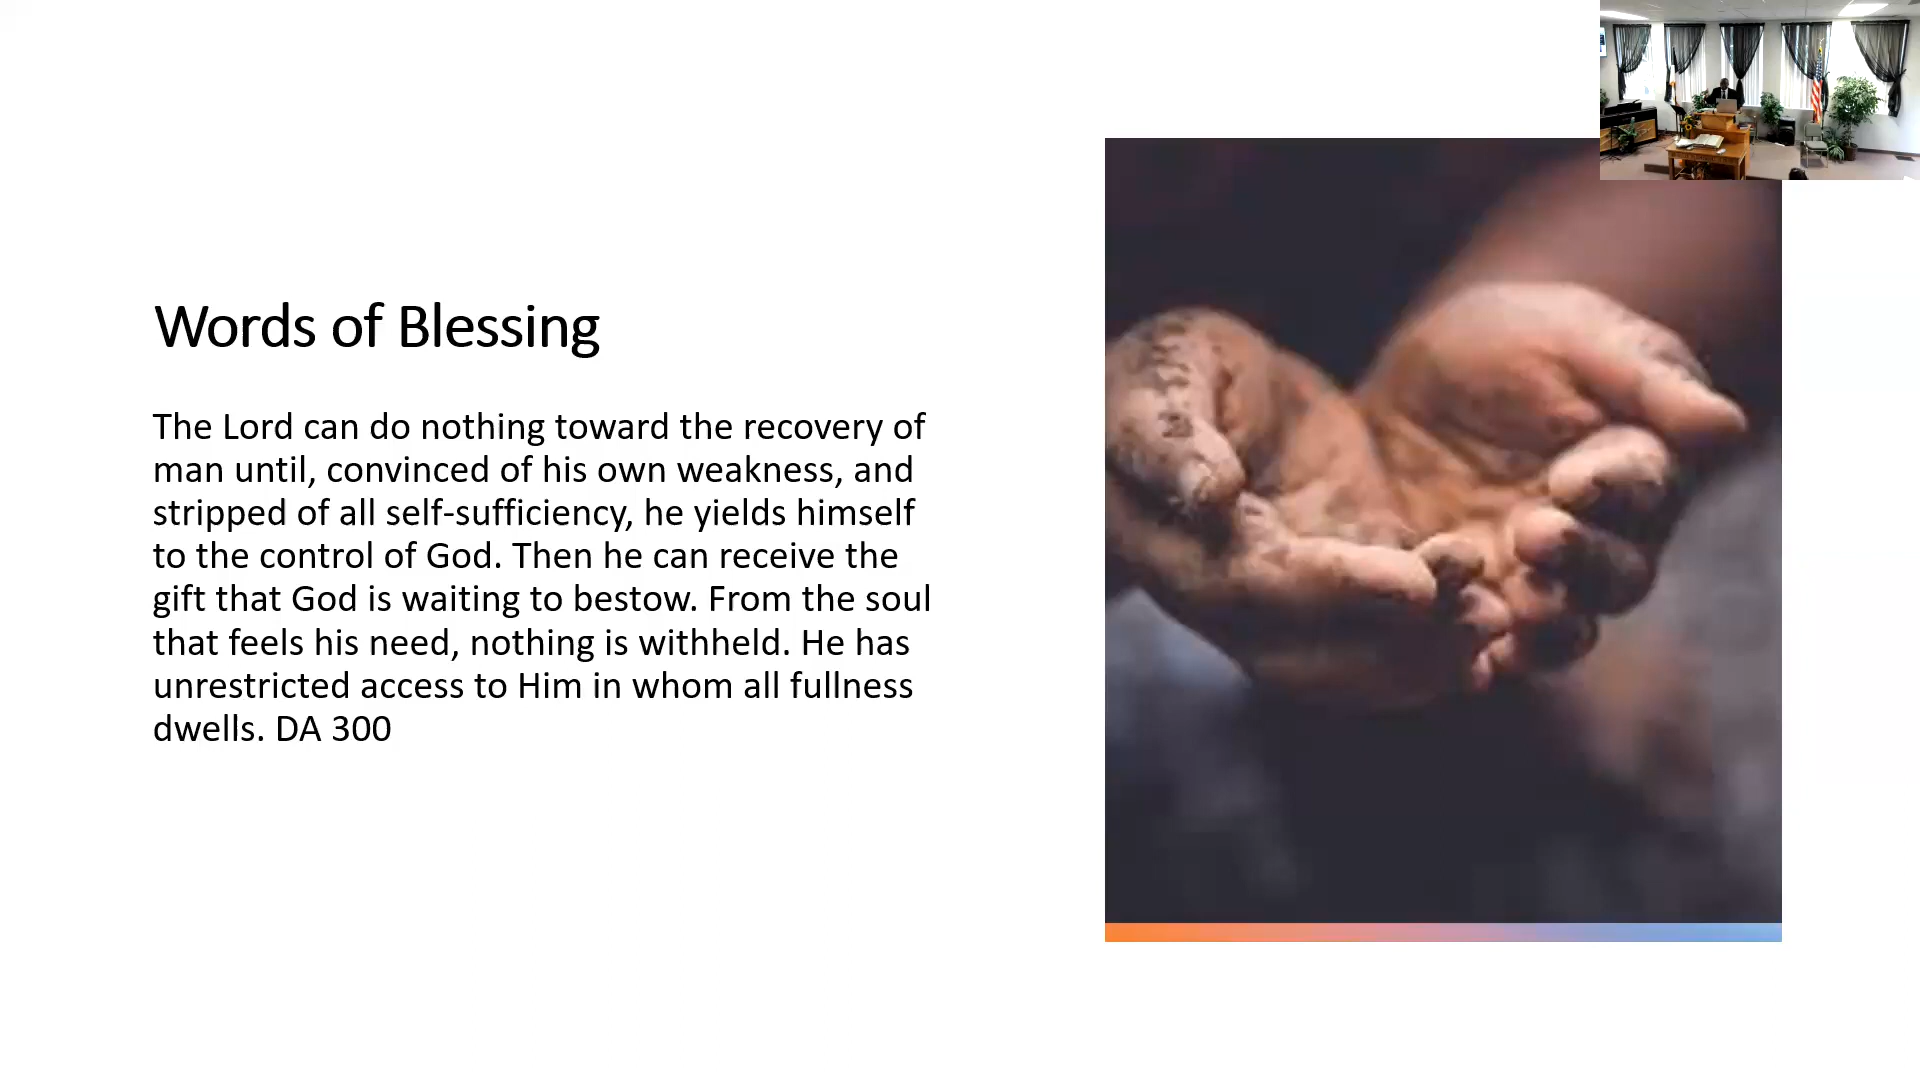 Words of Blessing
The Lord can do nothing toward the recovery of
man until, convinced of his own weakness, and
stripped of all self-sufficiency, he yields himself
to the control of God. Then he can receive the
gift that God is waiting to bestow. From the soul
that feels his need, nothing is withheld. He has
unrestricted access to Him in whom all fullness
dwells. DA 300